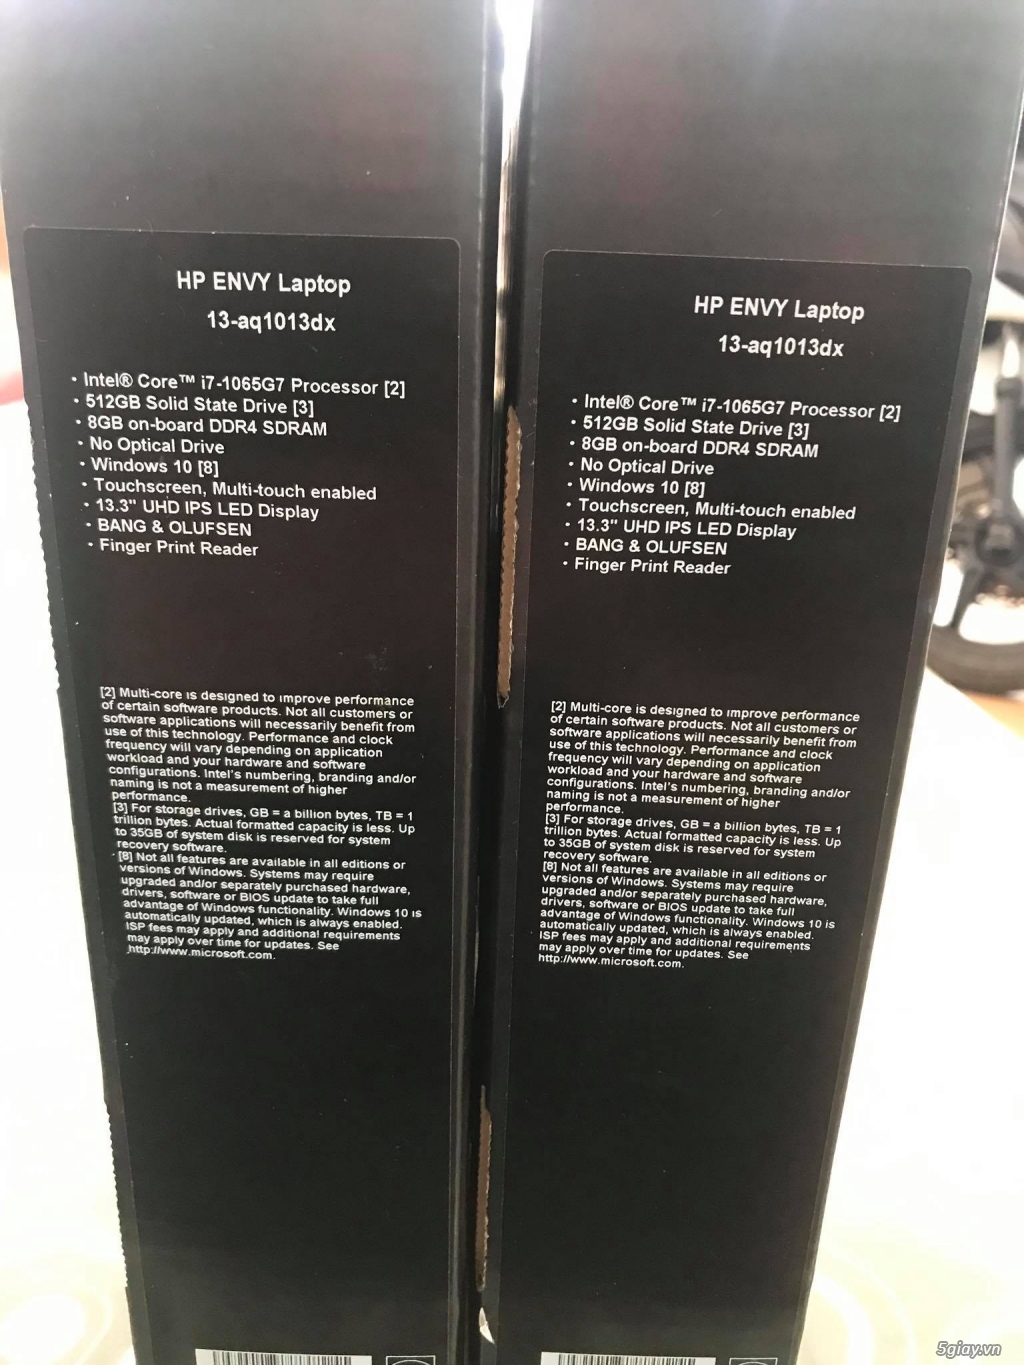 HP ENVY Laptop
13-aq1013dx
• Intel® Core™ i7-1065G7 Processor [2]
• 512GB Solid State Drive [3]
• 8GB on-board DDR4 SDRAM
• No Optical Drive
• Windows 10 [8]
• Touchscreen, Multi-touch enabled
• 13.3" UHD IPS LED Display
• BANG & OLUFSEN
• Finger Print Reader
[2] Multi-core is designed to improve performance
of certain software products. Not all customers or
software applications will necessarily benefit from
use of this technology. Performance and clock
frequency will vary depending on application
workload and your hardware and software
configurations. Intel's numbering, branding and/or
naming is not a measurement of higher
performance.
[3] For storage drives, GB = a billion bytes, TB = 1
trillion bytes. Actual formatted capacity is less. Up
to 35GB of system disk is reserved for system
recovery software.
[8] Not all features are available in all editions or
versions of Windows. Systems may require
upgraded and/or separately purchased hardware,
drivers, software or BIOS update to take full
advantage of Windows functionality. Windows 10 is
automatically updated, which is always enabled.
ISP fees may apply and additional requirements
may apply over time for updates. See
http://www.microsoft.com.
HP ENVY Laptop
13-aq1013dx
• Intel® Core™ i7-1065G7 Processor [2]
• 512GB Solid State Drive [3]
• 8GB on-board DDR4 SDRAM
• No Optical Drive
• Windows 10 [8]
• Touchscreen, Multi-touch enabled
• 13.3" UHD IPS LED Display
• BANG & OLUFSEN
• Finger Print Reader
[2] Multi-core is designed to improve performance
of certain software products. Not all customers or
software applications will necessarily benefit from
use of this technology. Performance and clock
frequency will vary depending on application
workload and your hardware and software
configurations. Intel's numbering, branding and/or
naming is not a measurement of higher
performance.
[3] For storage drives, GB = a billion bytes, TB = 1
trillion bytes. Actual formatted capacity is less. Up
to 35GB of system disk is reserved for system
recovery software.
[8] Not all features are available in all editions or
versions of Windows. Systems may require
upgraded and/or separately purchased hardware,
drivers, software or BIOS update to take full
advantage of Windows functionality. Windows 10 is
automatically updated, which is always enabled.
ISP fees may apply and additional requirements
may apply over time for updates. See
http://www.microsoft.com.
5giay.vn